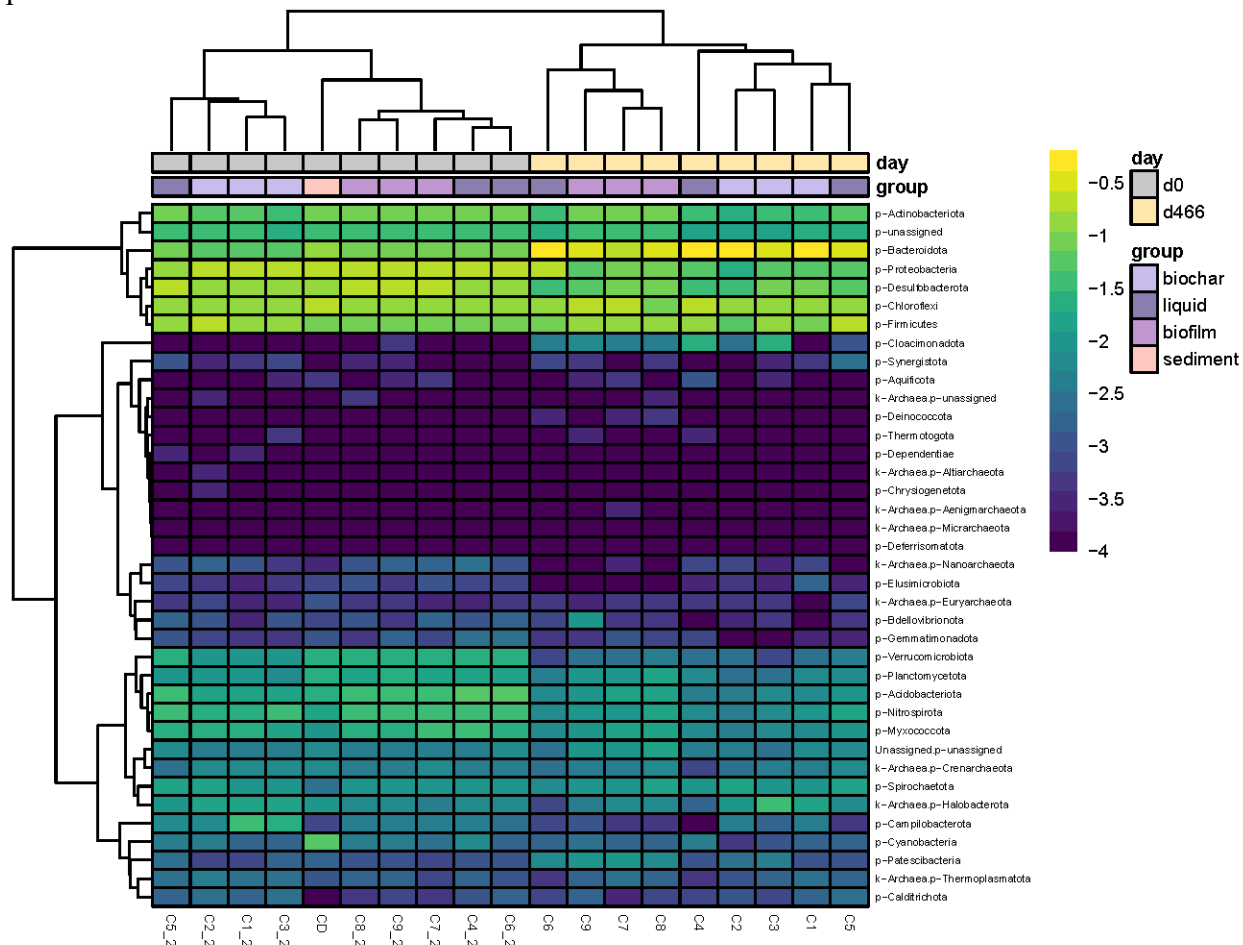 day
group
p-Actinobacteriota
p-unassigned
p-Bacteroidota
p-Proteobacteria
p-Desulfobacterota
p-Chloroflexi
p-Firmicutes
p-Cloacimonadota
p-Synergistota
p-Aquificota
k-Archaea.p-unassigned
p-Deinococcota
p-Thermotogota
p-Dependentiae
k-Archaea.p-Altiarchaeota
p-Chrysiogenetota
k-Archaea.p-Aenigmarchaeota
k-Archaea.p-Micrarchaeota
p-Deferrisomatota
k-Archaea.p-Nanoarchaeota
p-Elusimicrobiota
k-Archaea.p-Euryarchaeota
p-Bdellovibrionota
p-Gemmatimonadota
p-Verrucomicrobiota
p-Planctomycetota
p-Acidobacteriota
p-Nitrospirota
p-Myxococcota
Unassigned.p-unassigned
k-Archaea.p-Crenarchaeota
p-Spirochaetota
k-Archaea.p-Halobacterota
p-Campilobacterota
p-Cyanobacteria
p-Patescibacteria
k-Archaea.p-Thermoplasmatota
p-Calditrichota
C5_2 C2_2 C1_2 C3_2 CD C8_2 C9_2 C7_2 C4_2 C6_2 C6 C9 C7 C8 C4 C2 C3 C1 C5
-0.5
-1
-1.5
-2
-2.5
-3
-3.5
-4
day
d0
d466
group
biochar
liquid
biofilm
sediment